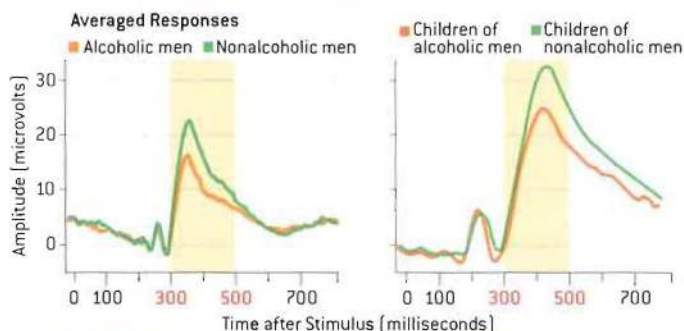 Averaged Responses
Alcoholic men Nonalcoholic men
Children of alcoholic men
Children of nonalcoholic men
Amplitude (microvolts)
30
20
10
0
0 100 300 500 700
0 100 300 500 700
Time after Stimulus (milliseconds)